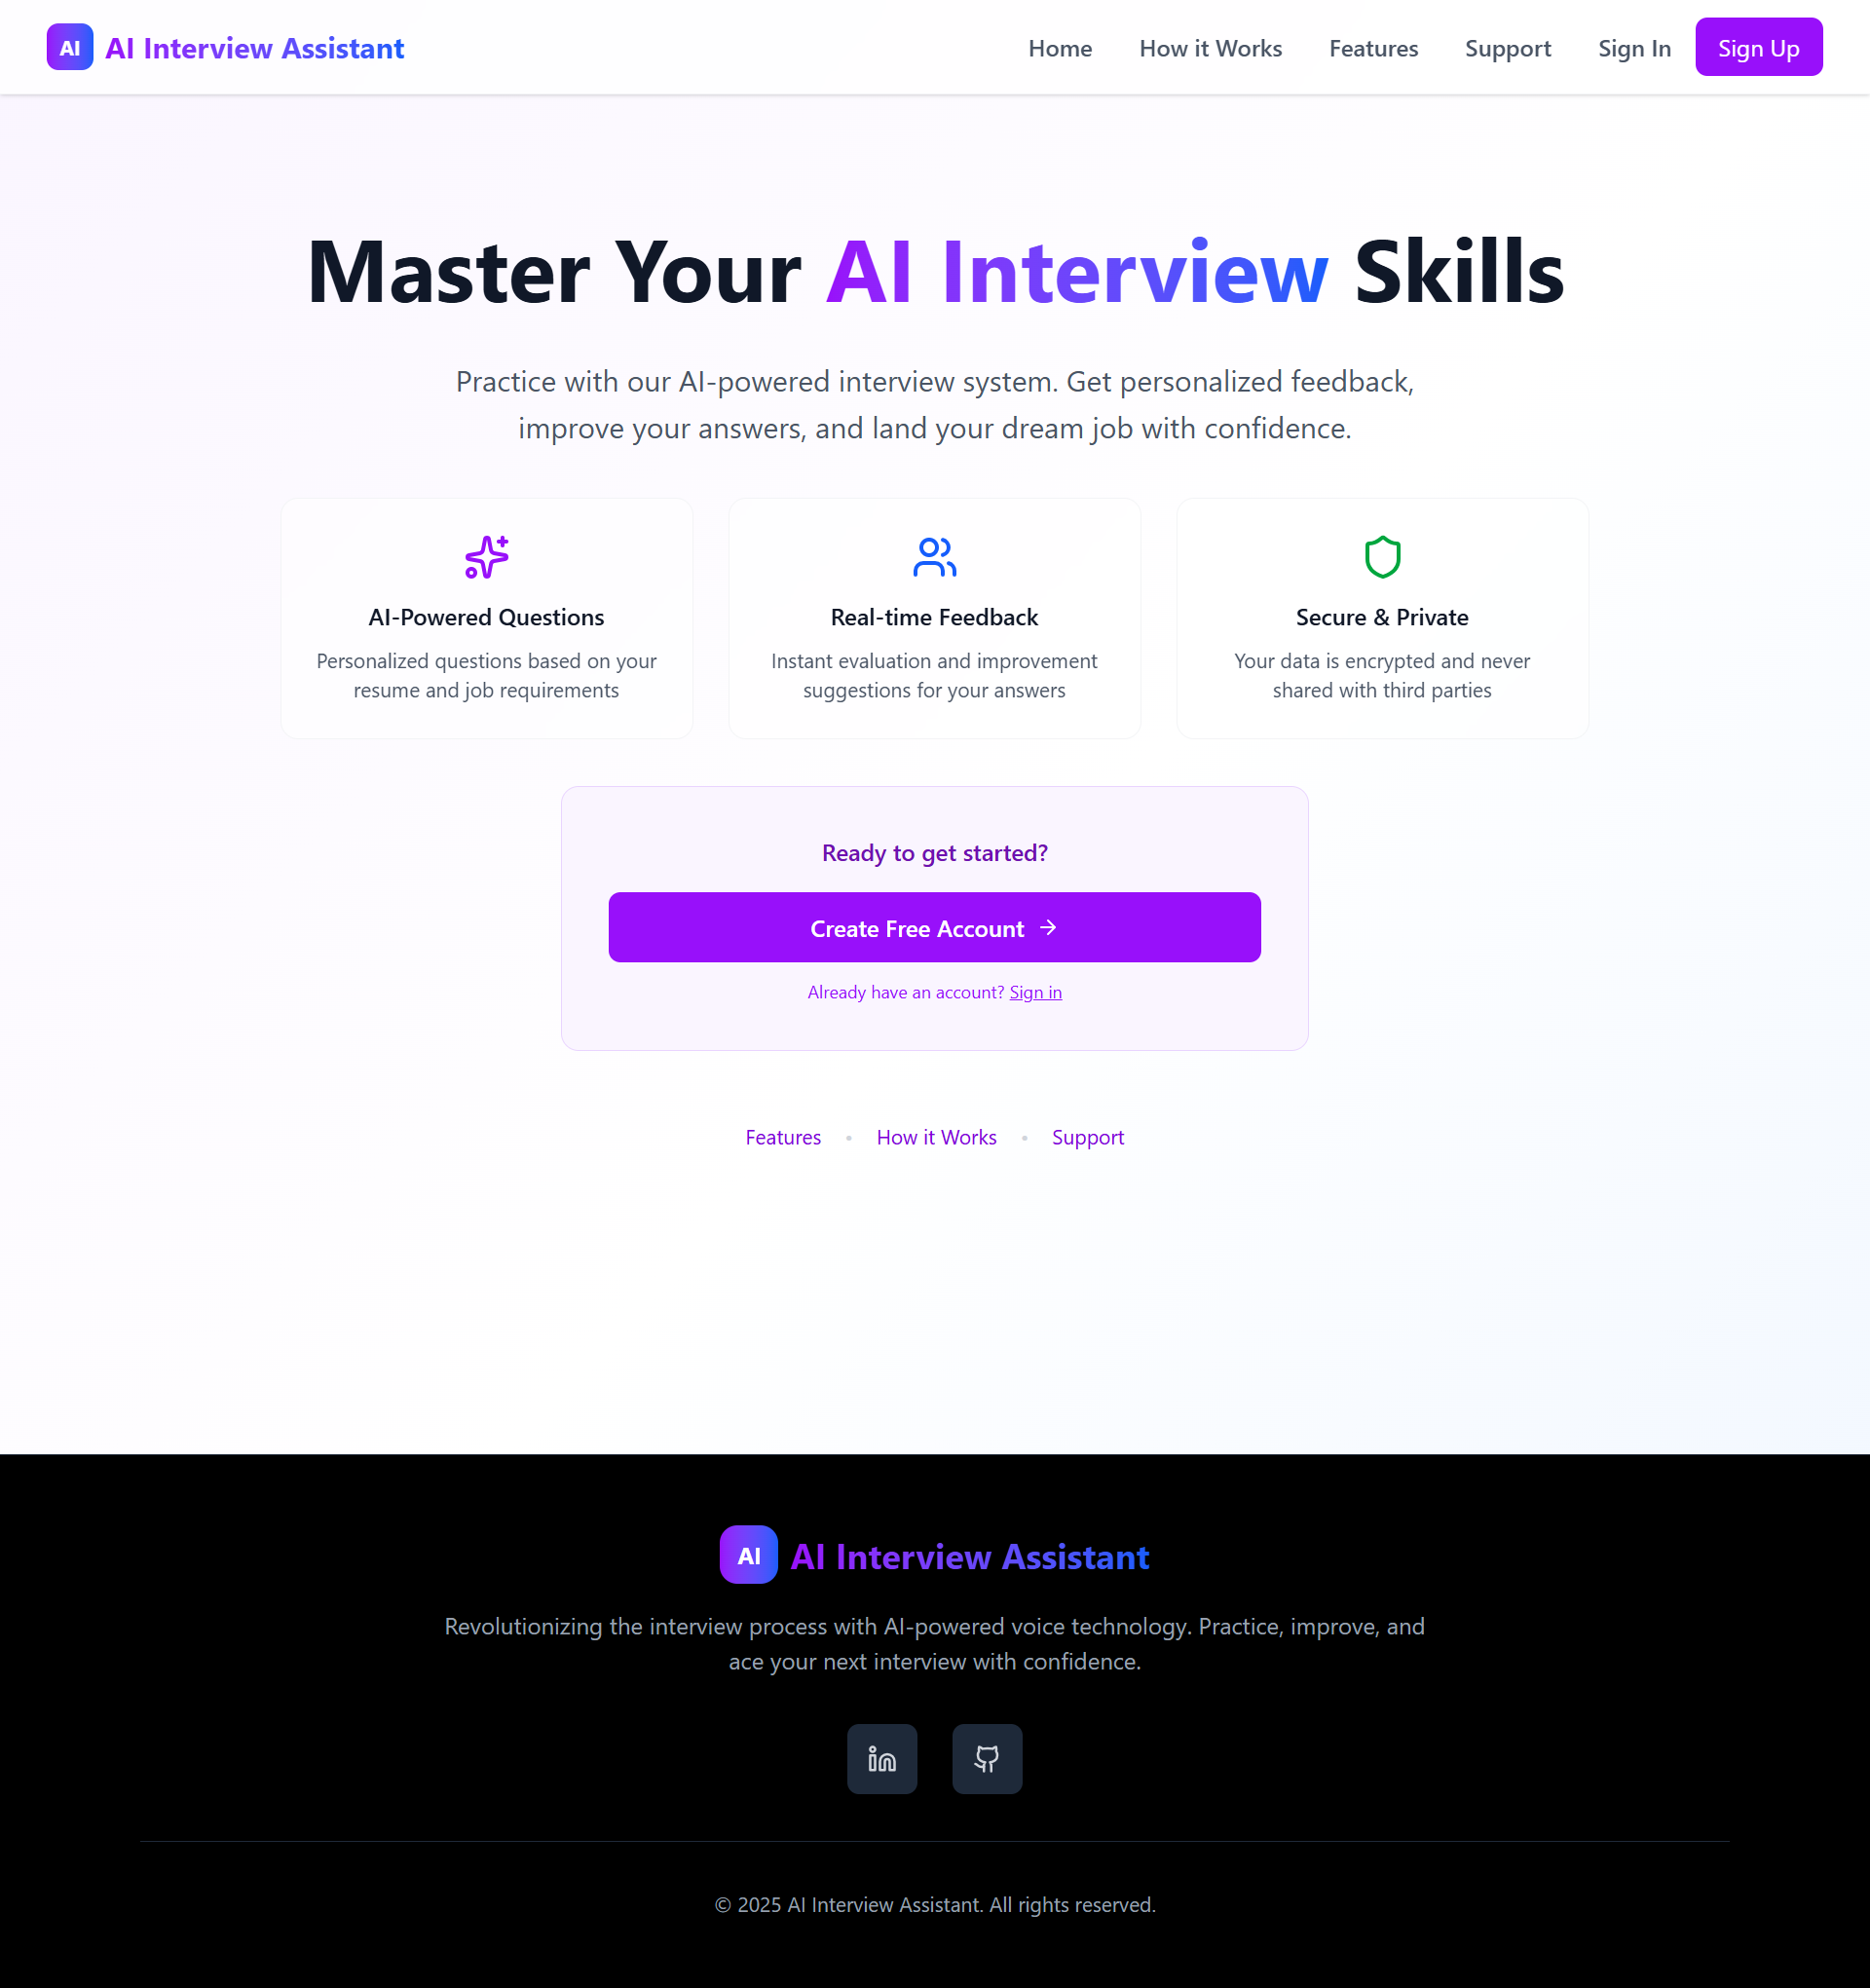 AI AI Interview Assistant Home How it Works Features Support Sign In Sign Up
Master Your AI Interview Skills
Practice with our AI-powered interview system. Get personalized feedback,
improve your answers, and land your dream job with confidence.
AI-Powered Questions
Personalized questions based on your
resume and job requirements
Real-time Feedback
Instant evaluation and improvement
suggestions for your answers
Secure & Private
Your data is encrypted and never
shared with third parties
Ready to get started?
Create Free Account →
Already have an account? Sign in
Features • How it Works • Support
AI AI Interview Assistant
Revolutionizing the interview process with AI-powered voice technology. Practice, improve, and
ace your next interview with confidence.
in
© 2025 AI Interview Assistant. All rights reserved.